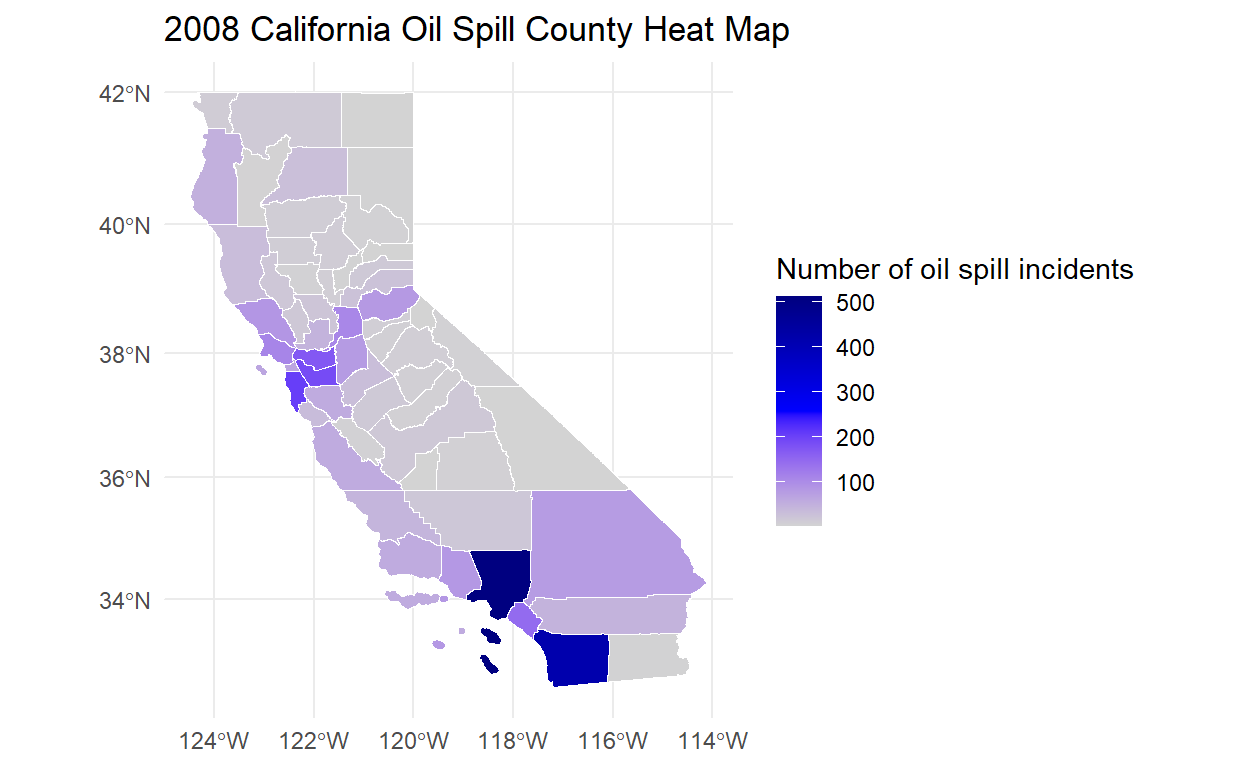 2008 California Oil Spill County Heat Map
42°N
40°N
38°N
36°N
34°N
124°W 122°W 120°W 118°W 116°W 114°W
Number of oil spill incidents
500
400
300
200
100